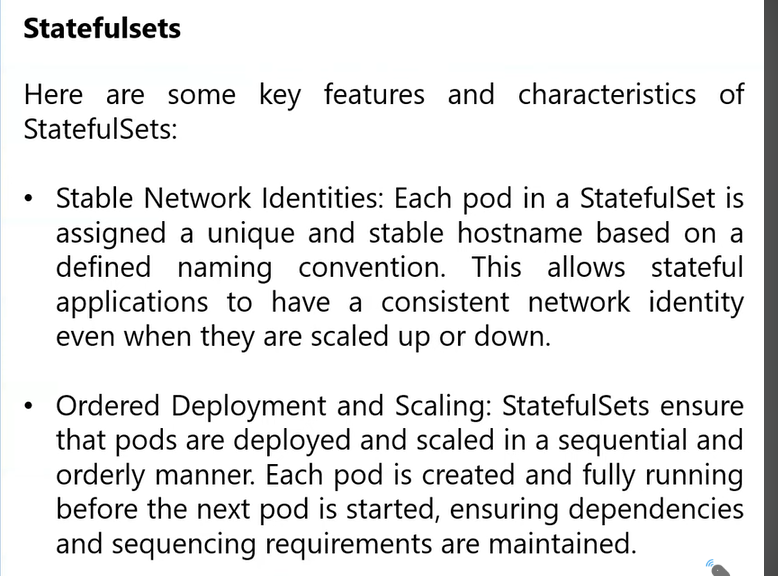 Statefulsets
Here are some key features and characteristics of
StatefulSets:
• Stable Network Identities: Each pod in a StatefulSet is
assigned a unique and stable hostname based on a
defined naming convention. This allows stateful
applications to have a consistent network identity
even when they are scaled up or down.
• Ordered Deployment and Scaling: StatefulSets ensure
that pods are deployed and scaled in a sequential and
orderly manner. Each pod is created and fully running
before the next pod is started, ensuring dependencies
and sequencing requirements are maintained.